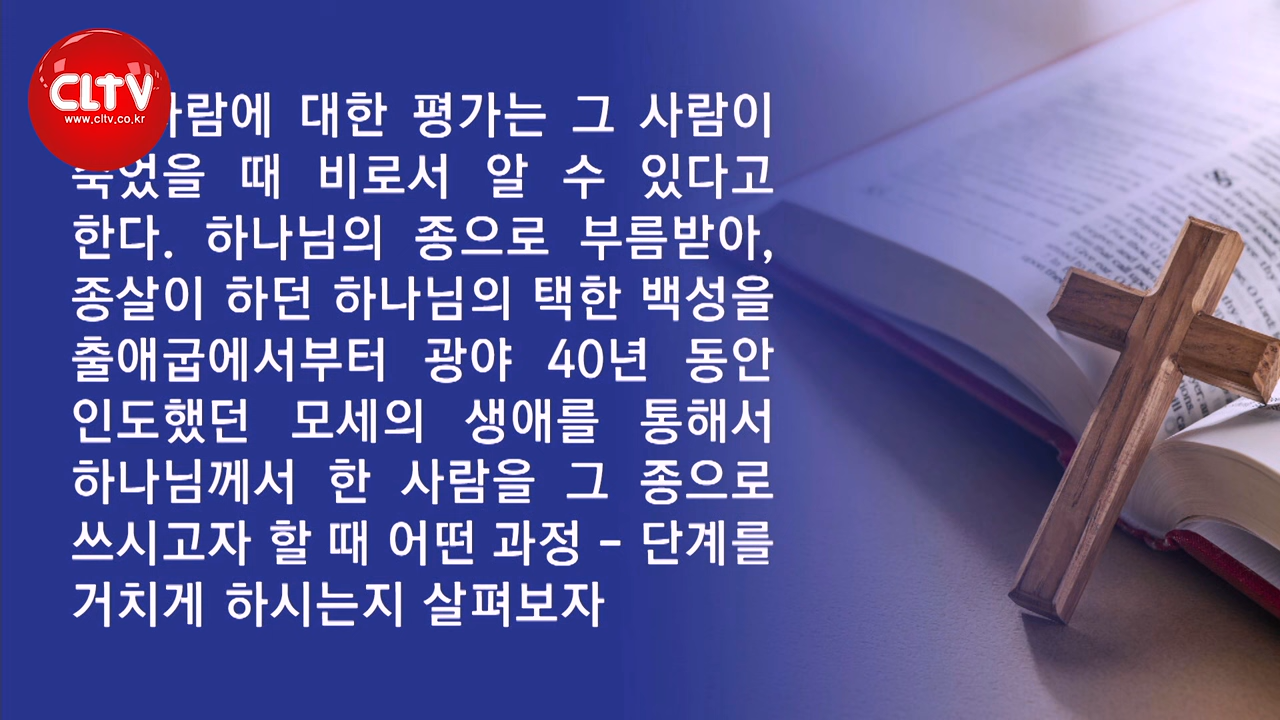 CLTV
www.cltv.co.kr
대한 평가는 그 사람이
때 비로서 알 수 있다고
한다. 하나님의 종으로 부름받아,
종살이 하던 하나님의 택한 백성을
출애굽에서부터 광야 40년 동안
인도했던 모세의 생애를 통해서
하나님께서 한 사람을 그 종으로
쓰시고자 할 때 어떤 과정 - 단계를
거치게 하시는지 살펴보자